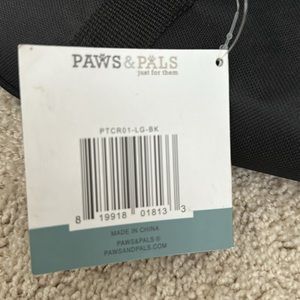 PAWS & PALS
just for them
PTCR01-LG-BK
8 19918 01813 3
MADE IN CHINA
PAWS&PALS®
PAWSANDPALS.COM